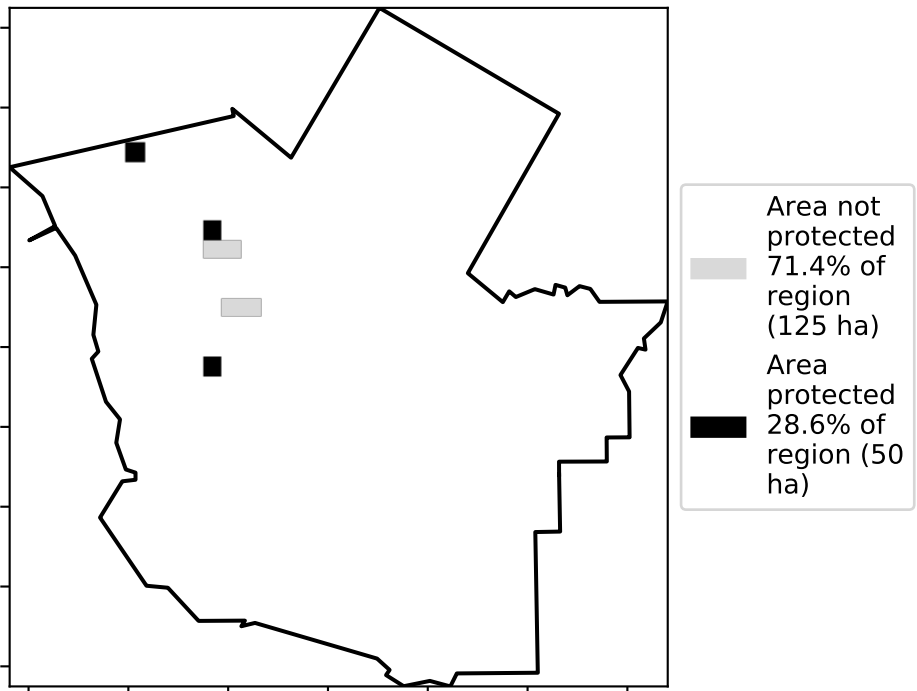 Area not
protected
71.4% of
region
(125 ha)
Area
protected
28.6% of
region (50
ha)